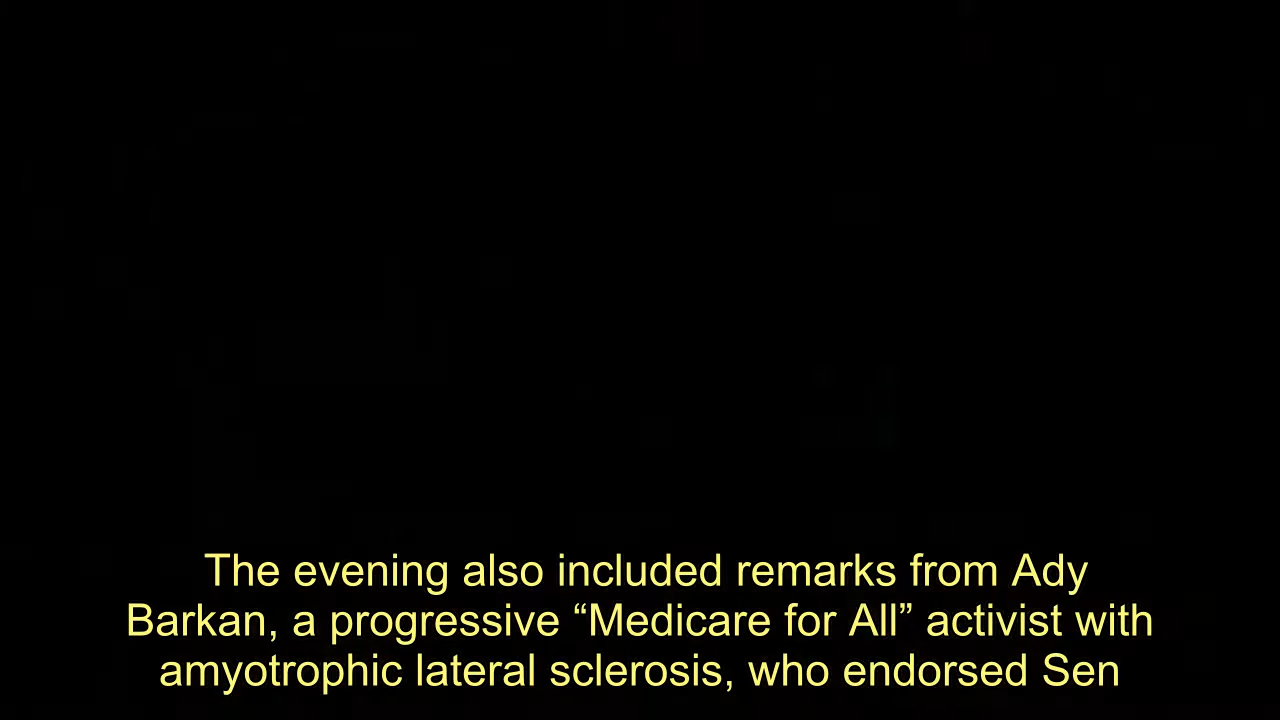 The evening also included remarks from Ady
Barkan, a progressive “Medicare for All” activist with
amyotrophic lateral sclerosis, who endorsed Sen